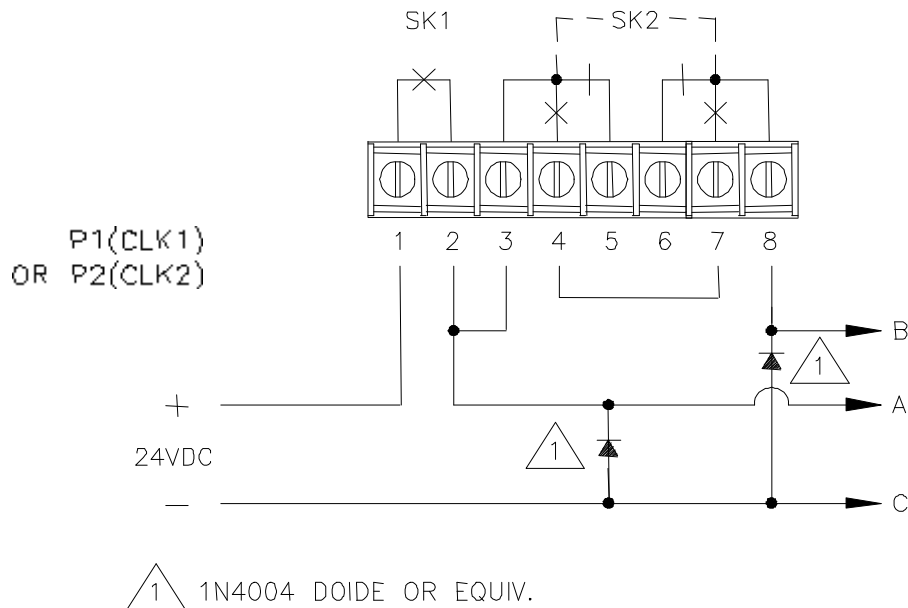 SK1
SK2
P1(CLK1)
OR P2(CLK2)
1 2 3 4 5 6 7 8
B
1
+
A
24VDC
1
−
C
1 1N4004 DOIDE OR EQUIV.